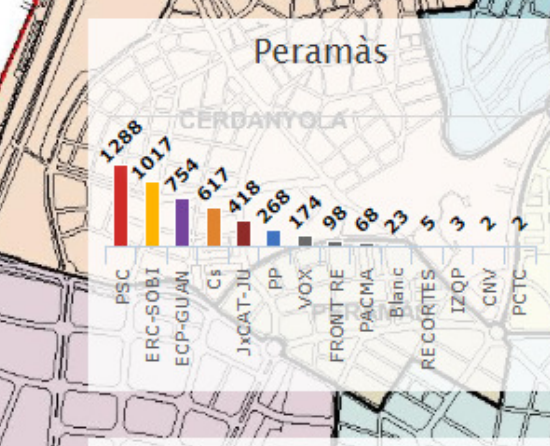 Peramàs
CERDANYOLA
1288
1017
754
617
418
268
174
98
68
23
5
3
2
2
PSC
ERC-SOBI
ECP-GUAN
Cs
JxCAT-JU
PP
VOX
FRONT RE
PACMA
Blanc
RECORTES
IZQP
CNV
PCTC
PERAMÀS